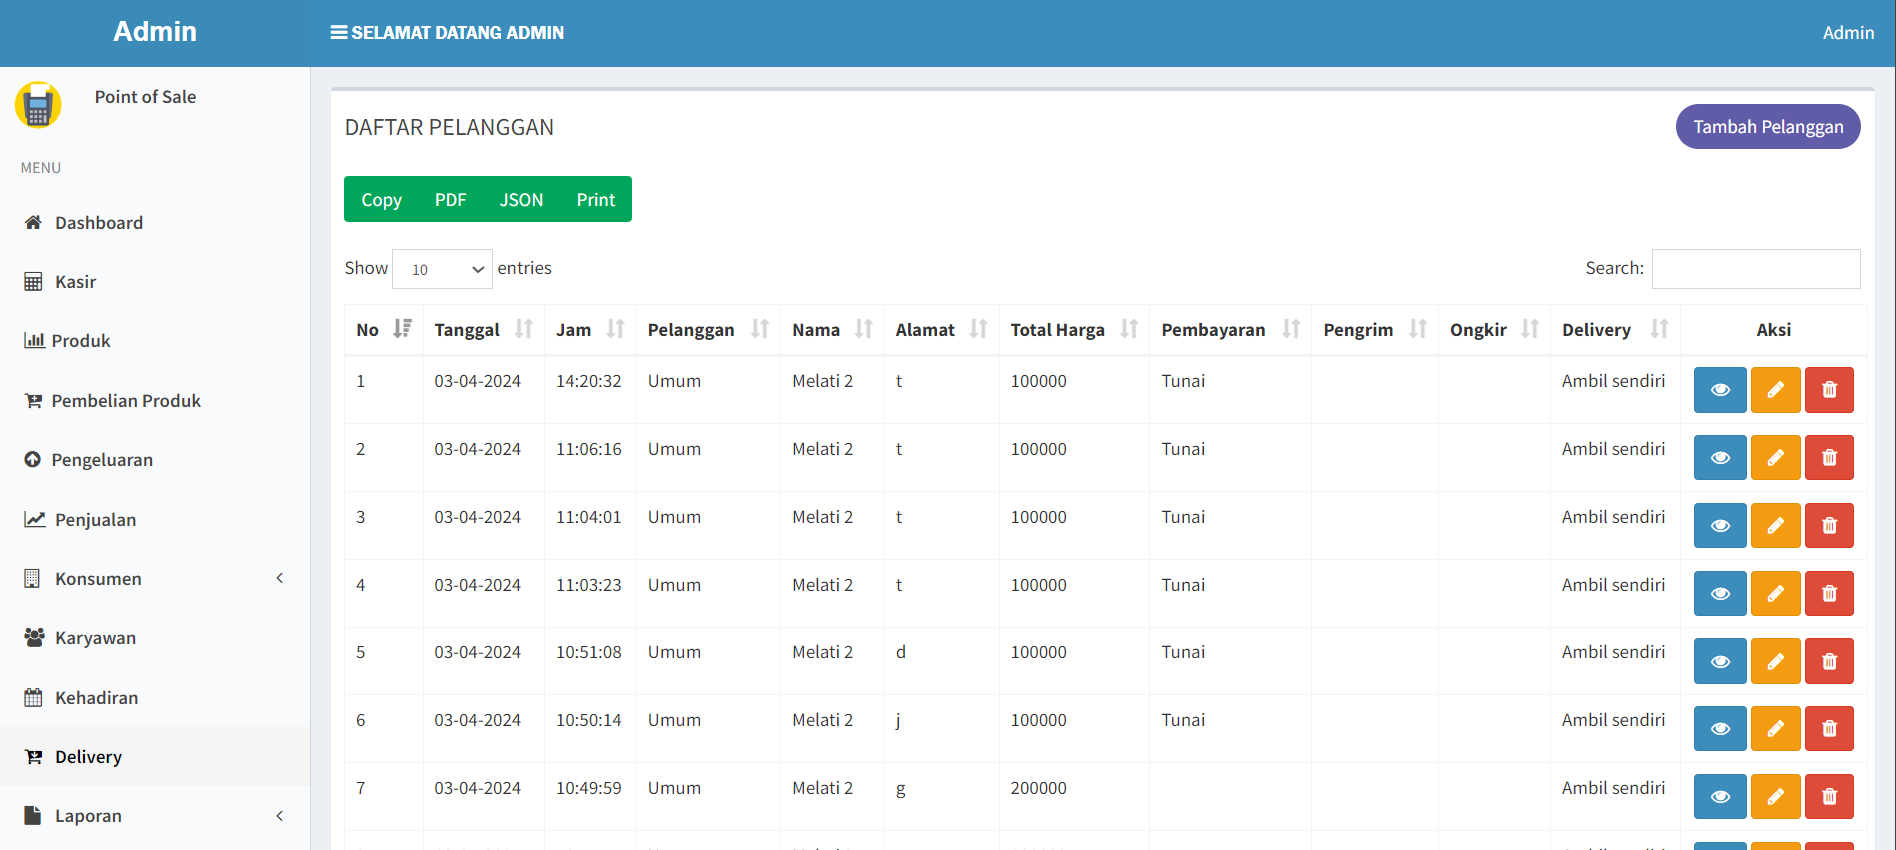 Admin
SELAMAT DATANG ADMIN
Admin
Point of Sale
MENU
Dashboard
Kasir
Produk
Pembelian Produk
Pengeluaran
Penjualan
Konsumen
Karyawan
Kehadiran
Delivery
Laporan
DAFTAR PELANGGAN
Tambah Pelanggan
Copy PDF JSON Print
Show 10 entries
Search:
No Tanggal Jam Pelanggan Nama Alamat Total Harga Pembayaran Pengrim Ongkir Delivery Aksi
1 03-04-2024 14:20:32 Umum Melati 2 t 100000 Tunai Ambil sendiri
2 03-04-2024 11:06:16 Umum Melati 2 t 100000 Tunai Ambil sendiri
3 03-04-2024 11:04:01 Umum Melati 2 t 100000 Tunai Ambil sendiri
4 03-04-2024 11:03:23 Umum Melati 2 t 100000 Tunai Ambil sendiri
5 03-04-2024 10:51:08 Umum Melati 2 d 100000 Tunai Ambil sendiri
6 03-04-2024 10:50:14 Umum Melati 2 j 100000 Tunai Ambil sendiri
7 03-04-2024 10:49:59 Umum Melati 2 g 200000 Ambil sendiri